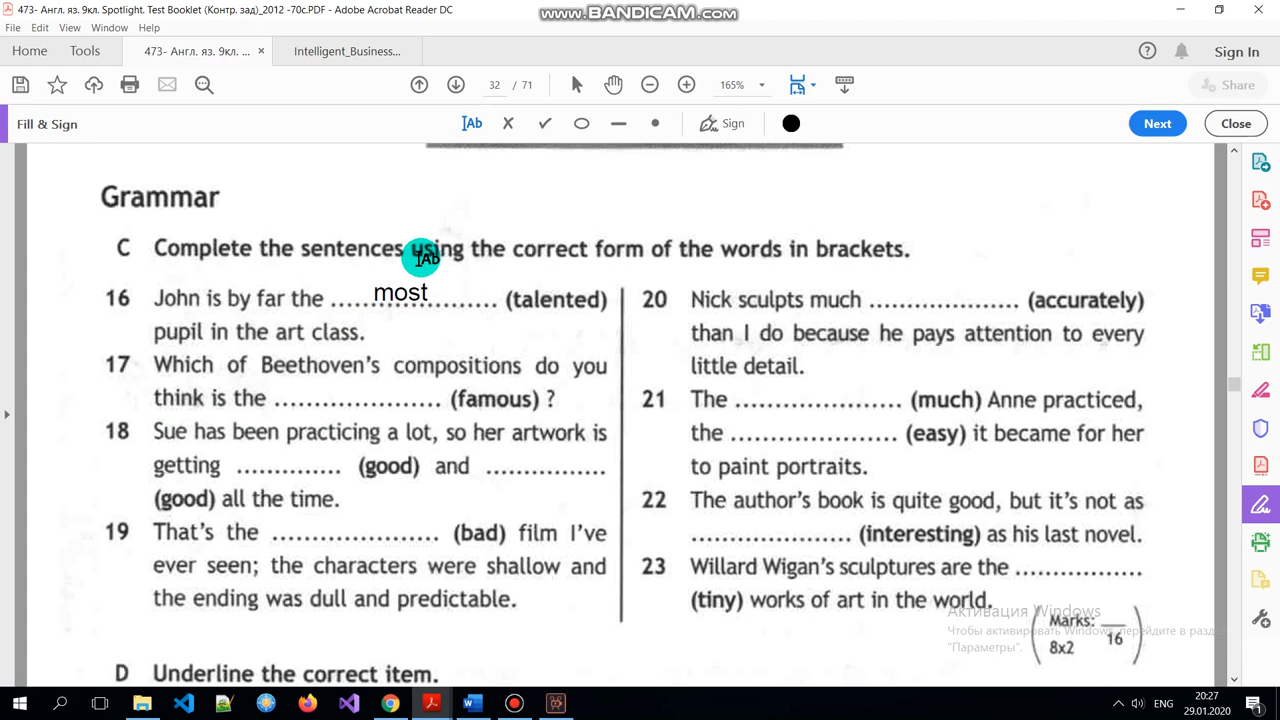 473- Англ. яз. 9кл. Spotlight. Test Booklet (Контр. зад)_2012 -70c.PDF - Adobe Acrobat Reader DC
www.BANDICAM.com
File Edit View Window Help
Home Tools 473- Англ. яз. 9кл. ... × Intelligent_Business... Sign In
32 / 71 165% Share
Fill & Sign Ab Sign Next Close
Grammar
C Complete the sentences using the correct form of the words in brackets.
Ab
most
16 John is by far the ........................ (talented)
pupil in the art class.
17 Which of Beethoven's compositions do you
think is the ........................ (famous) ?
18 Sue has been practicing a lot, so her artwork is
getting ............... (good) and .................
(good) all the time.
19 That's the ........................ (bad) film I've
ever seen; the characters were shallow and
the ending was dull and predictable.
20 Nick sculpts much ...................... (accurately)
than I do because he pays attention to every
little detail.
21 The ........................ (much) Anne practiced,
the ........................ (easy) it became for her
to paint portraits.
22 The author's book is quite good, but it's not as
....................... (interesting) as his last novel.
23 Willard Wigan's sculptures are the ..................
(tiny) works of art in the world.
Marks: __
8x2 16
Активация Windows
Чтобы активировать Windows, перейдите в разд
"Параметры".
D Underline the correct item.
ENG 20:27
29.01.2020
1